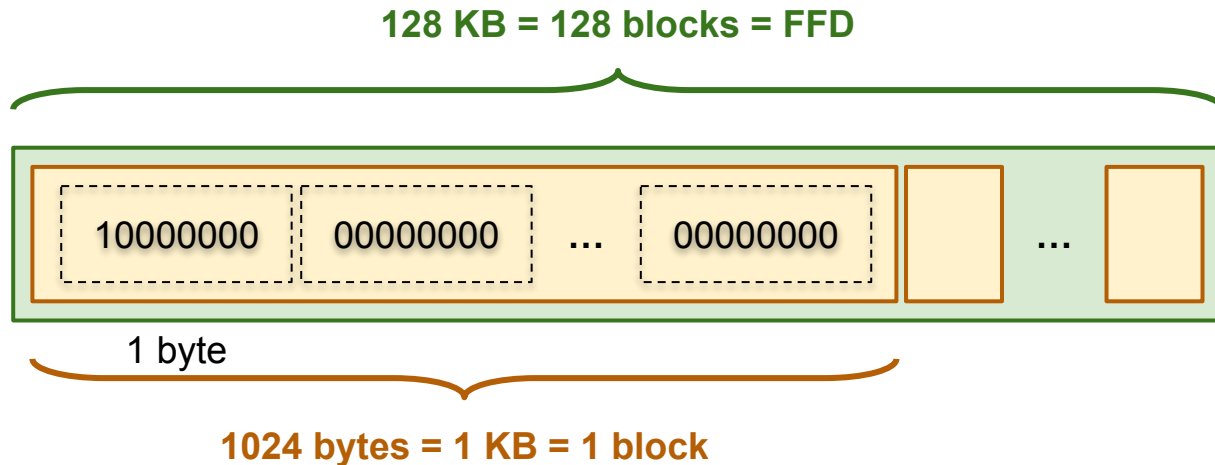 128 KB = 128 blocks = FFD
10000000 00000000 ... 00000000 ...
1 byte
1024 bytes = 1 KB = 1 block